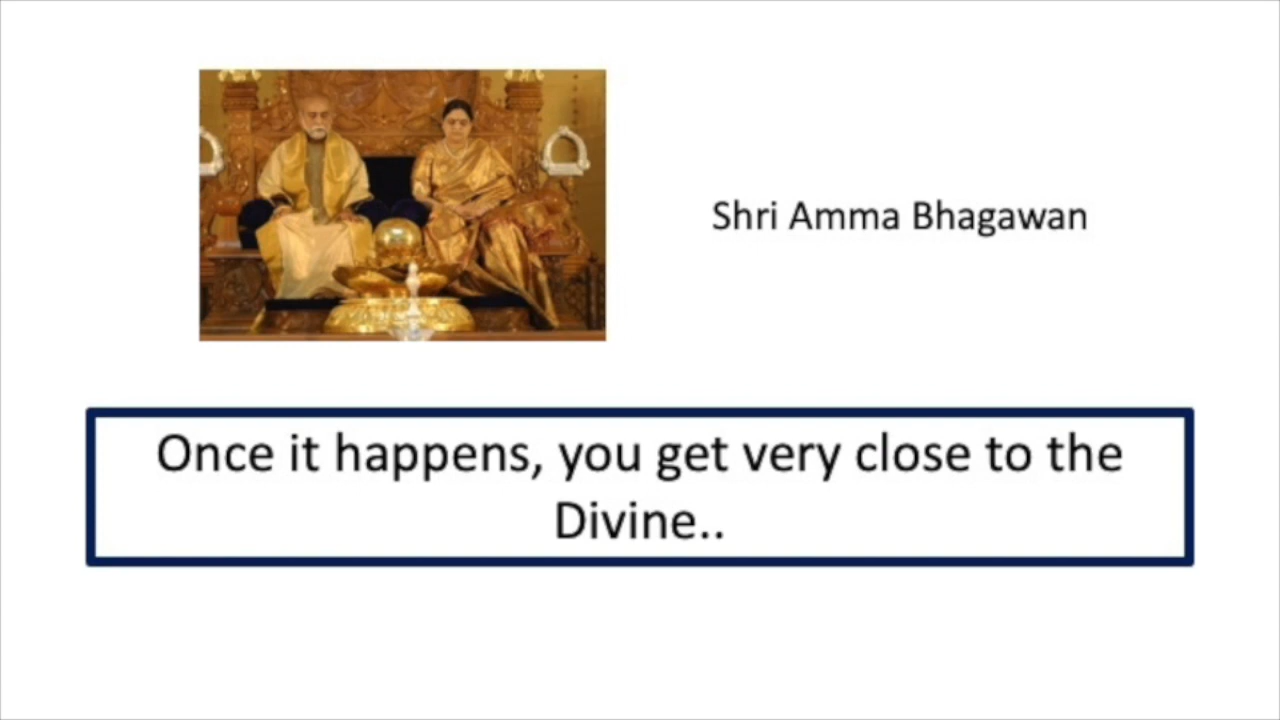 Shri Amma Bhagawan
Once it happens, you get very close to the
Divine..